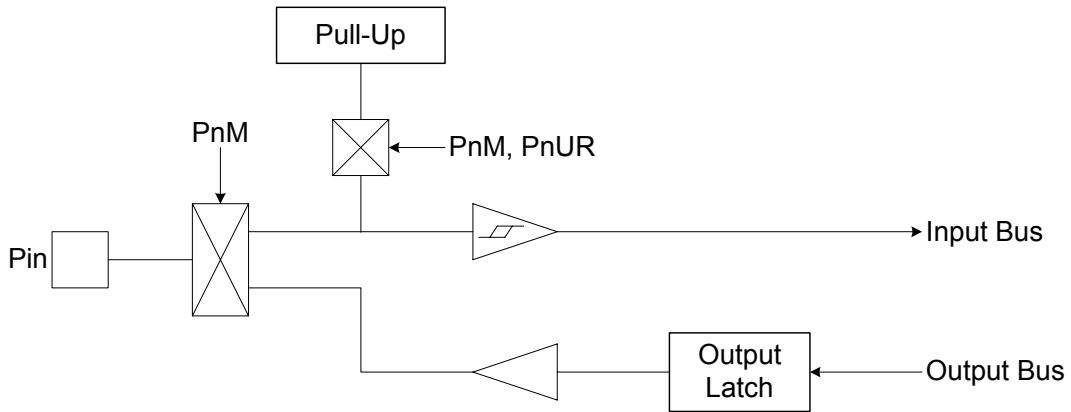 Pull-Up
PnM
PnM, PnUR
Pin
Input Bus
Output
Latch
Output Bus